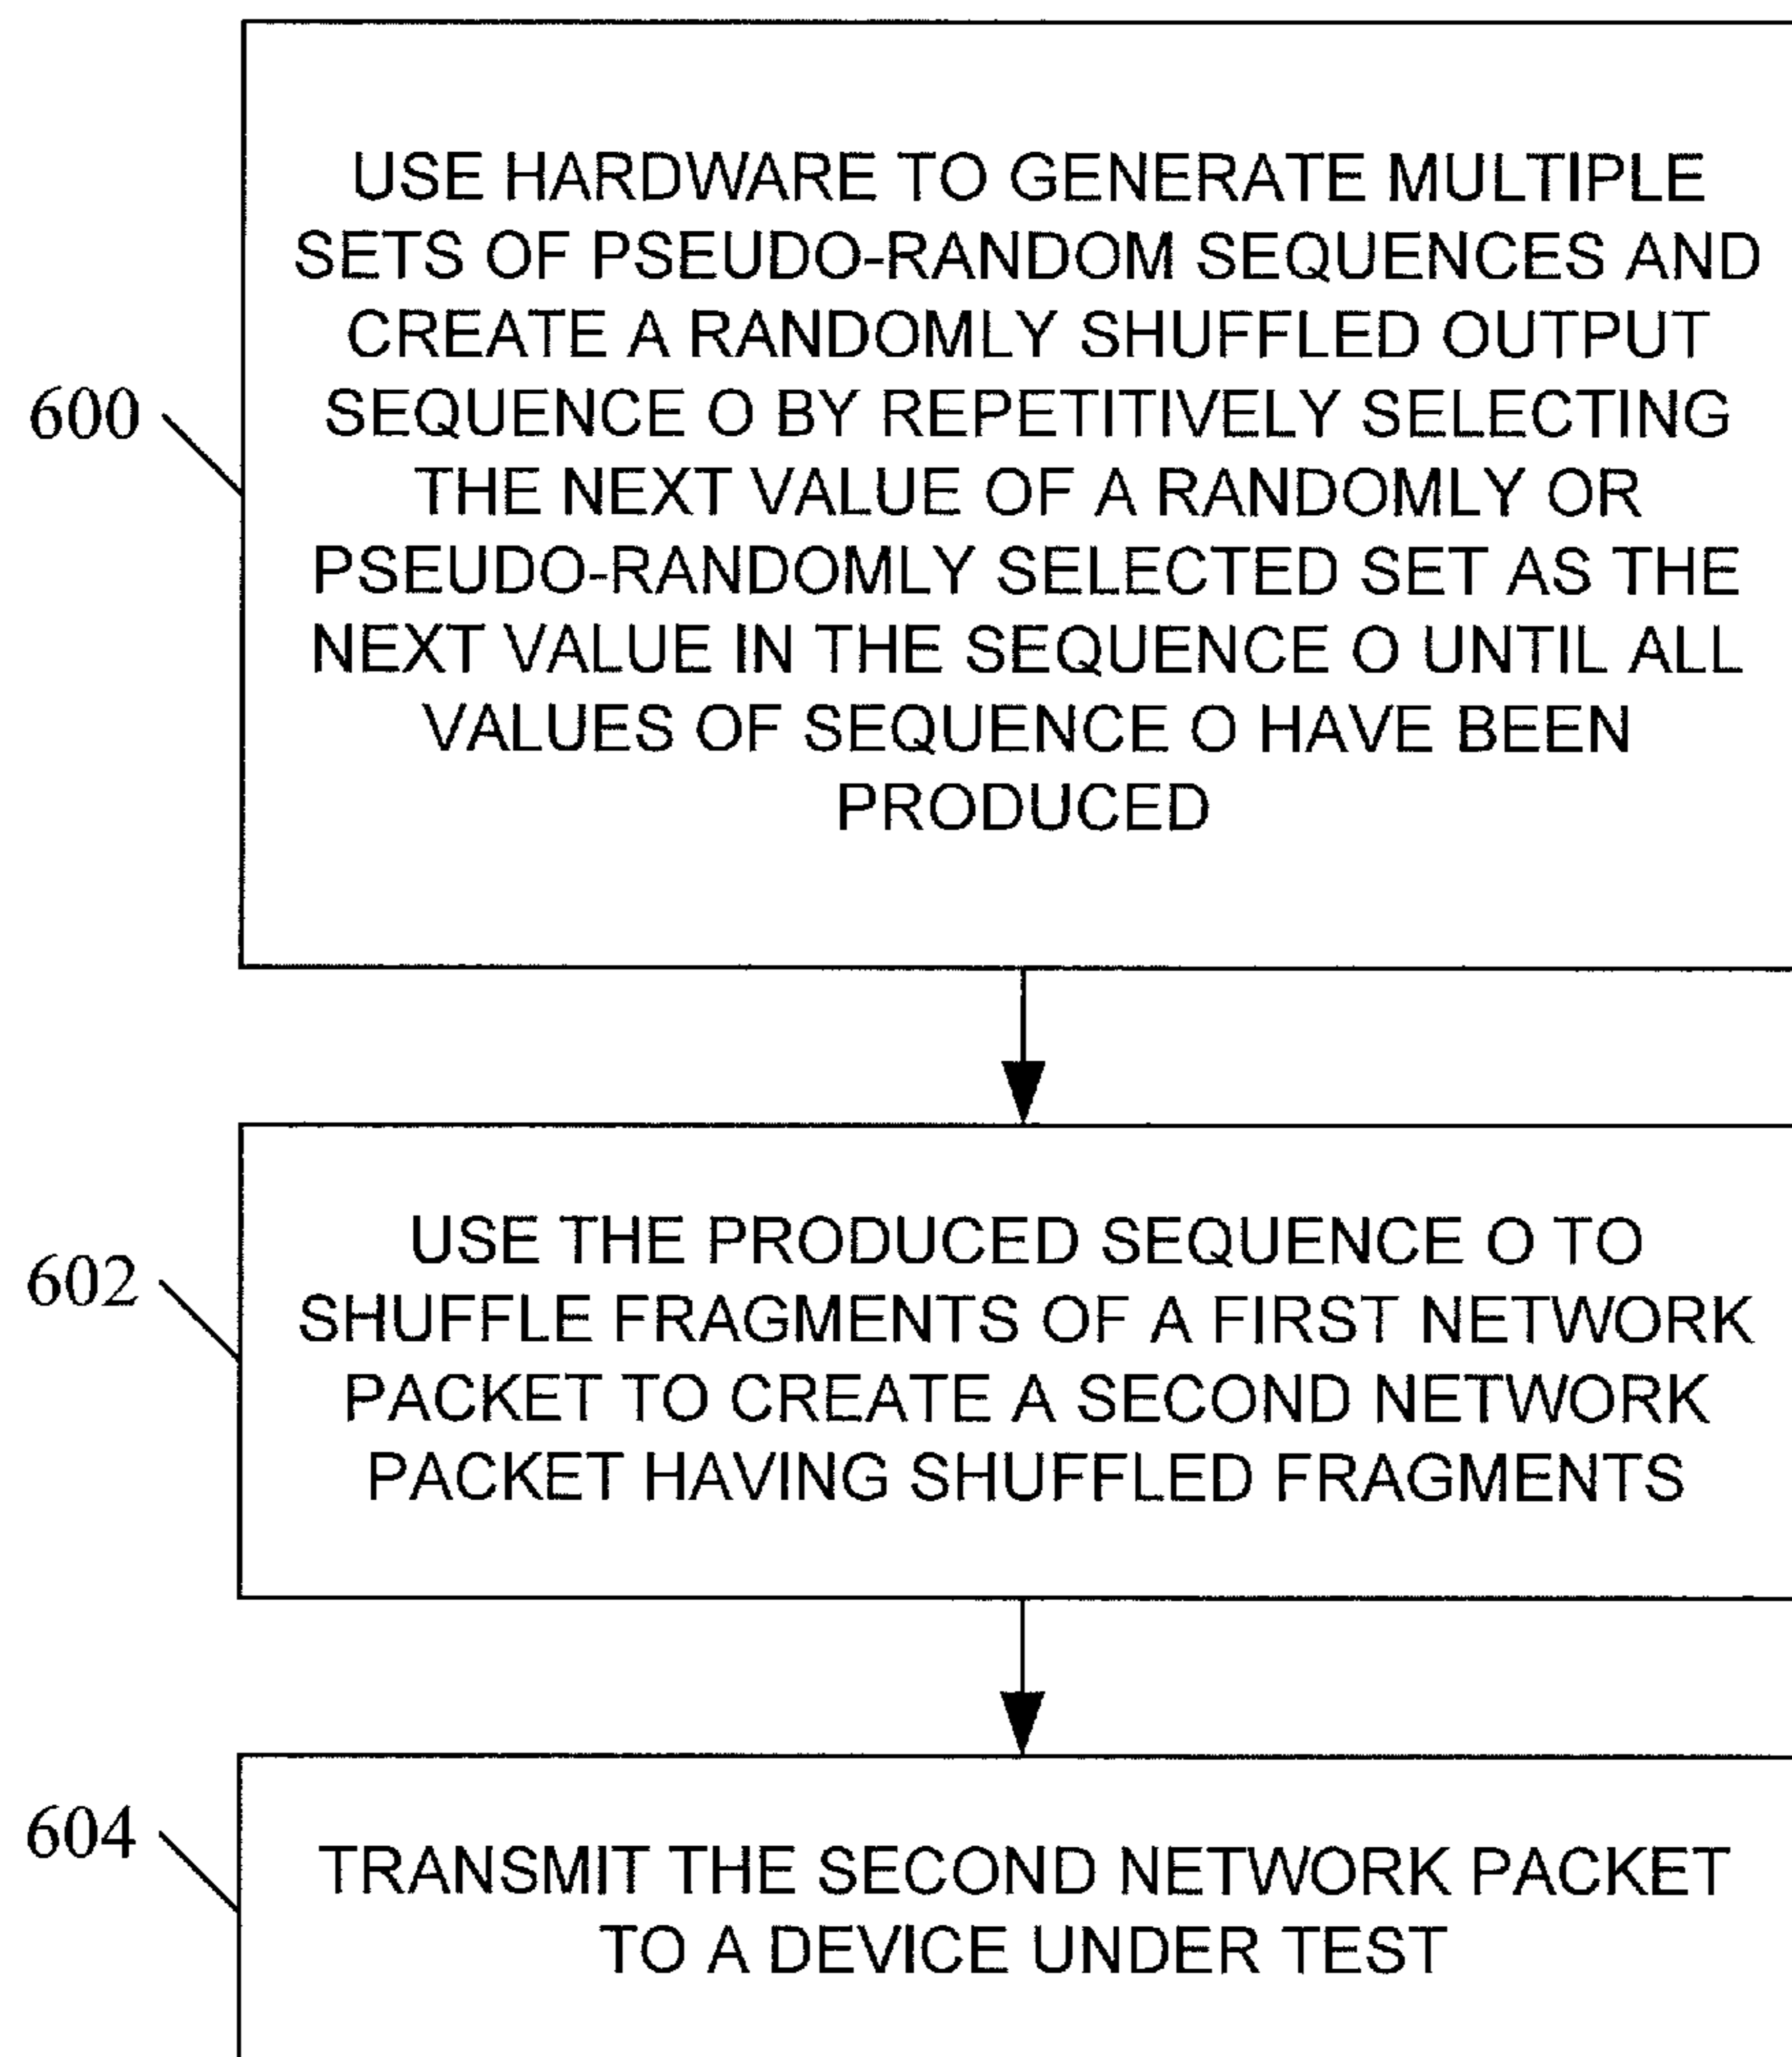 USE HARDWARE TO GENERATE MULTIPLE
SETS OF PSEUDO-RANDOM SEQUENCES AND
CREATE A RANDOMLY SHUFFLED OUTPUT
SEQUENCE O BY REPETITIVELY SELECTING
THE NEXT VALUE OF A RANDOMLY OR
PSEUDO-RANDOMLY SELECTED SET AS THE
NEXT VALUE IN THE SEQUENCE O UNTIL ALL
VALUES OF SEQUENCE O HAVE BEEN
PRODUCED
600
USE THE PRODUCED SEQUENCE O TO
SHUFFLE FRAGMENTS OF A FIRST NETWORK
PACKET TO CREATE A SECOND NETWORK
PACKET HAVING SHUFFLED FRAGMENTS
602
TRANSMIT THE SECOND NETWORK PACKET
TO A DEVICE UNDER TEST
604